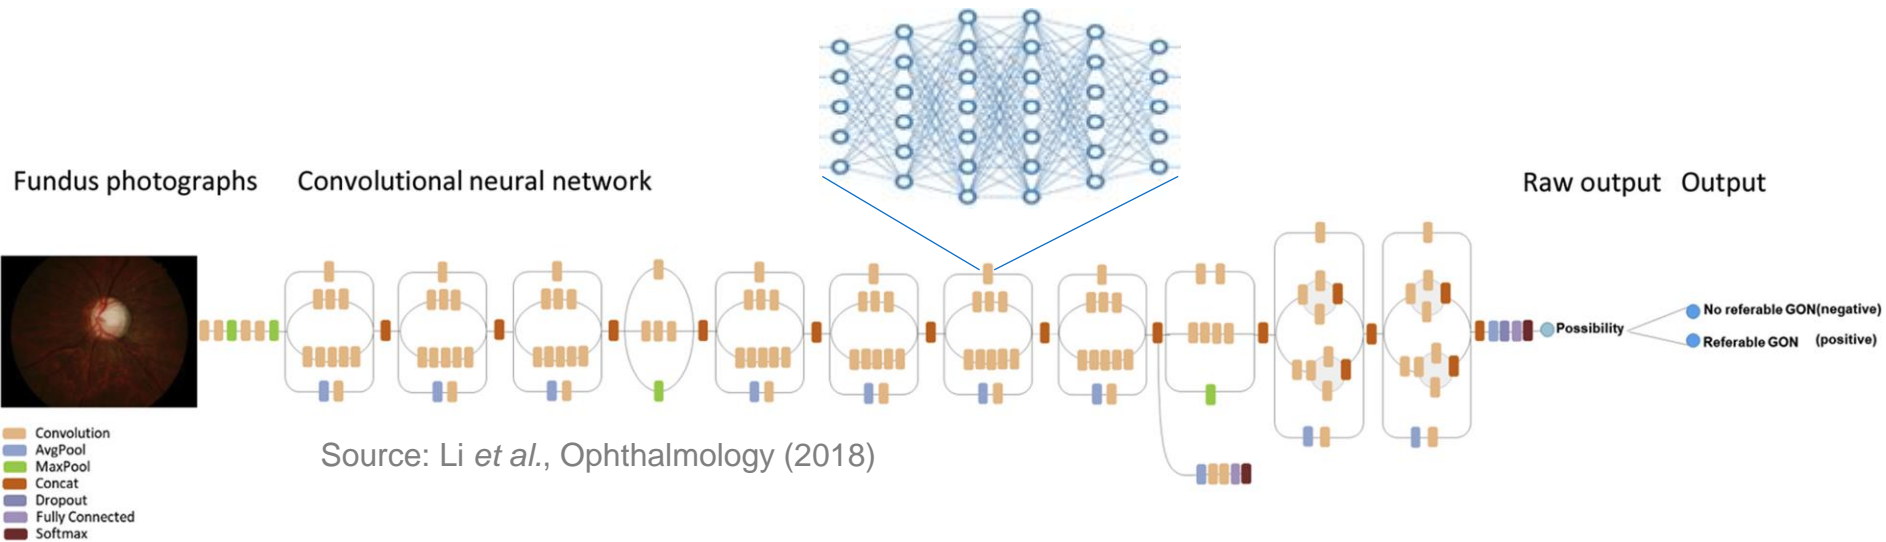 Fundus photographs
Convolutional neural network
Raw output
Output
Possibility
No referable GON(negative)
Referable GON (positive)
Convolution
AvgPool
MaxPool
Concat
Dropout
Fully Connected
Softmax
Source: Li et al., Ophthalmology (2018)